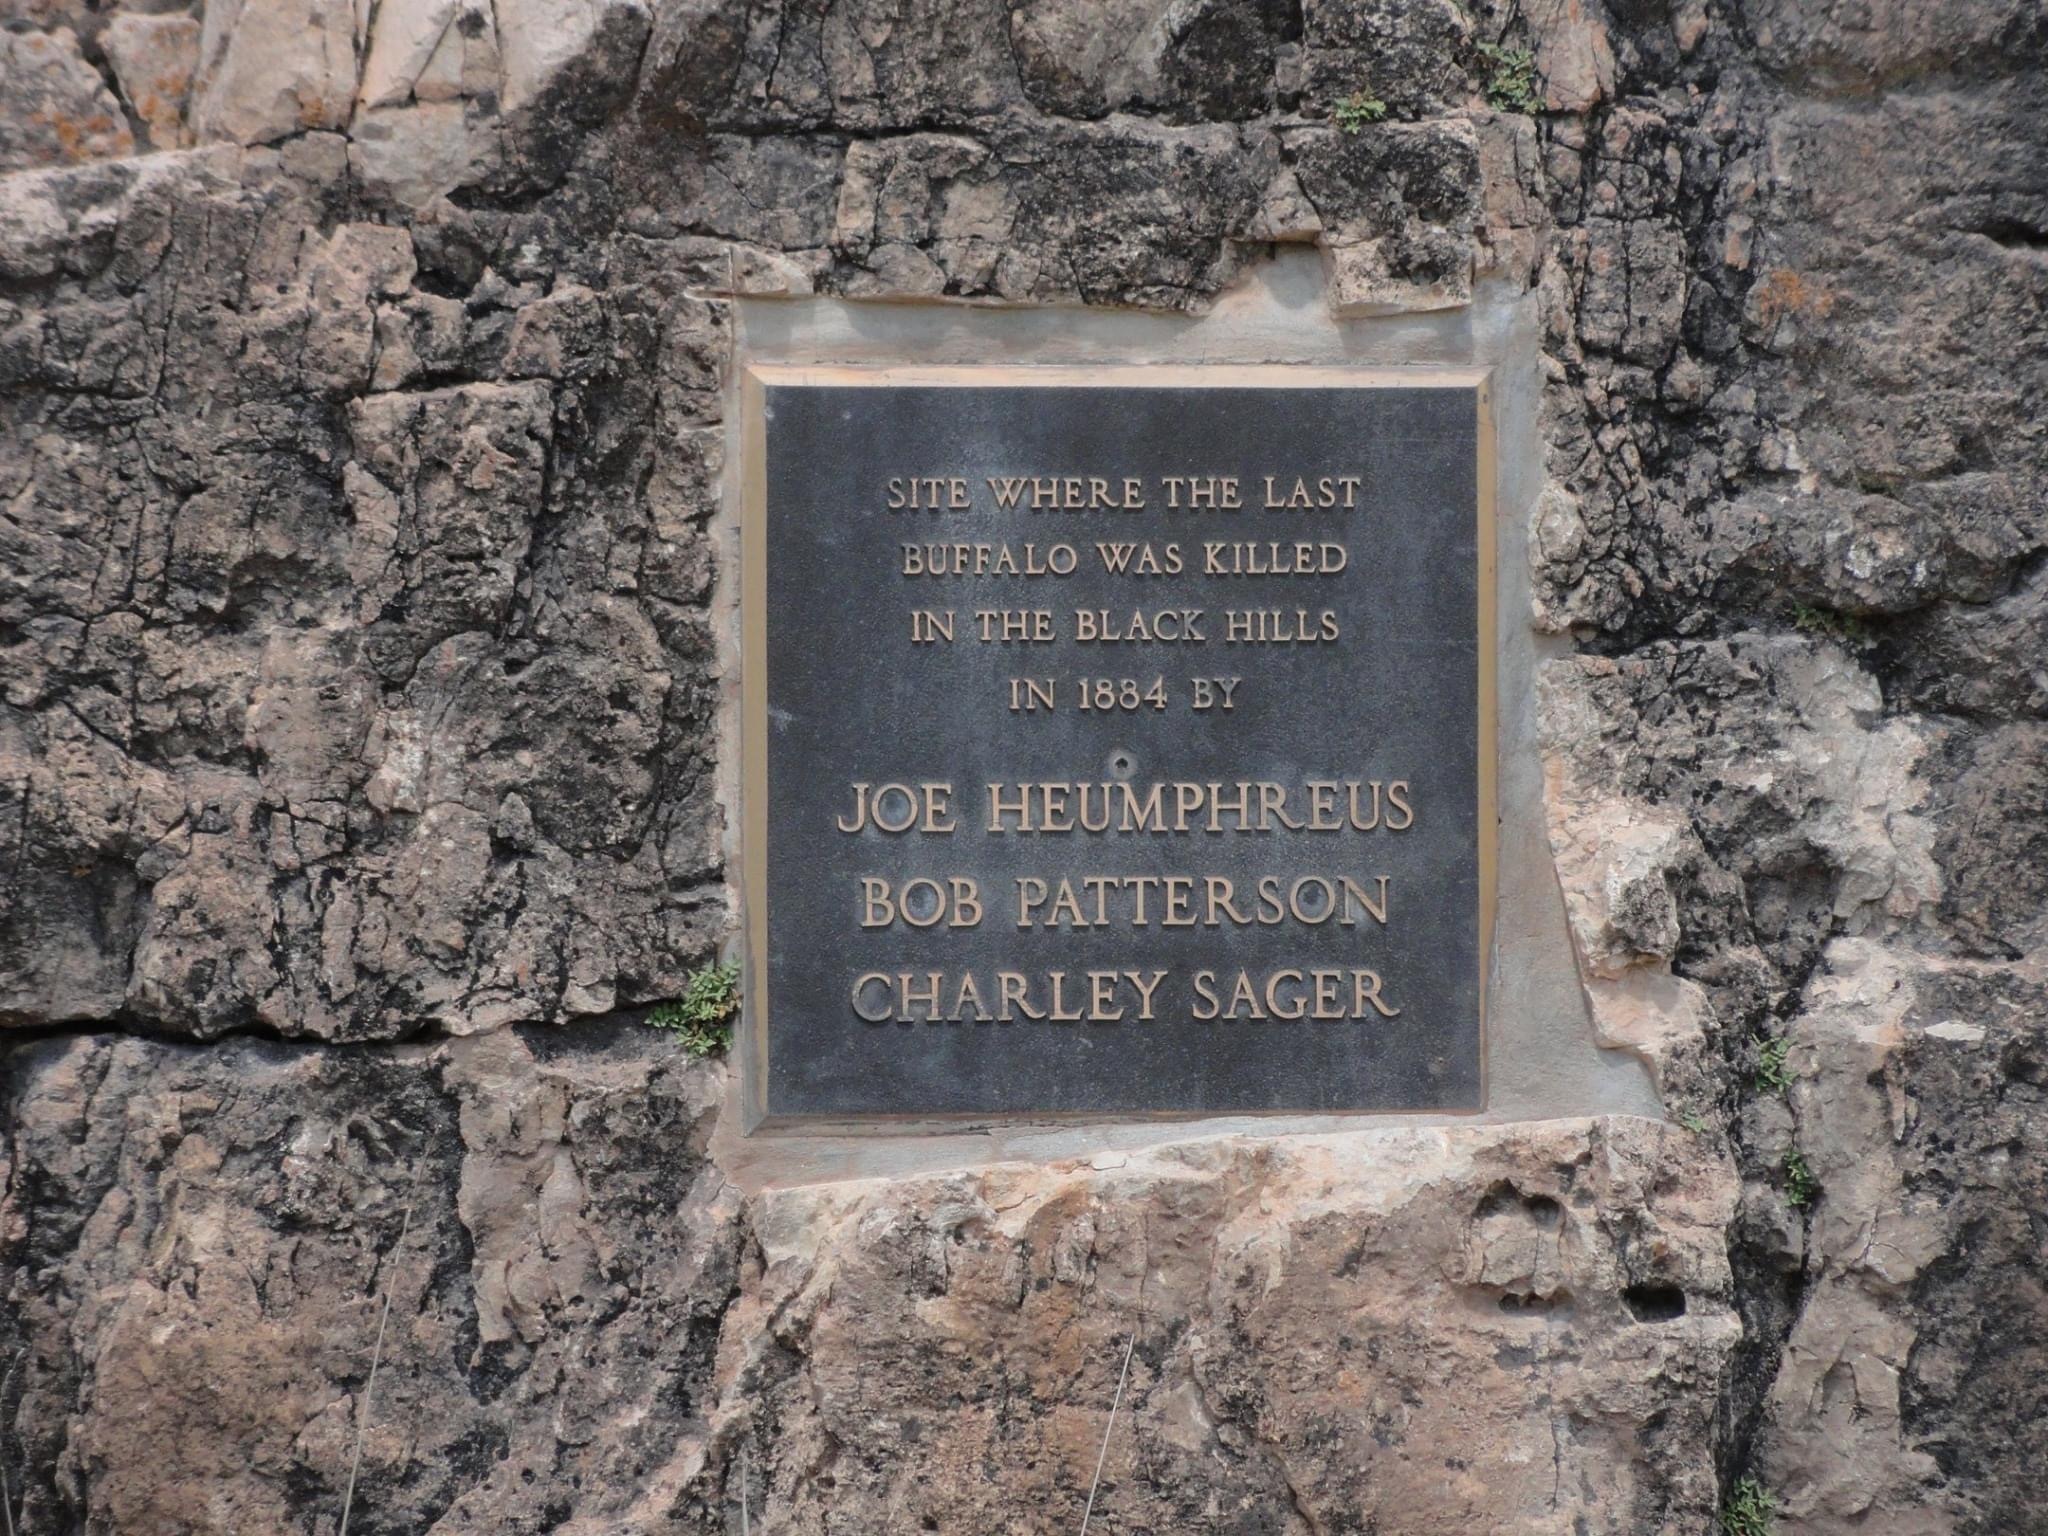 SITE WHERE THE LAST
BUFFALO WAS KILLED
IN THE BLACK HILLS
IN 1884 BY
JOE HEUMPHREUS
BOB PATTERSON
CHARLEY SAGER